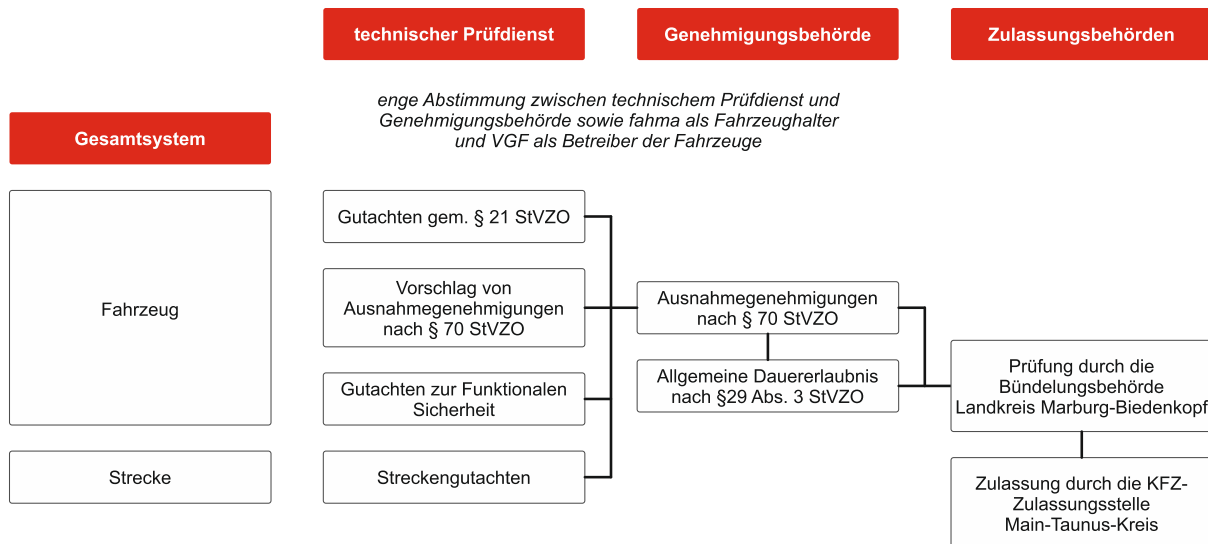 technischer Prüfdienst
Genehmigungsbehörde
Zulassungsbehörden
enge Abstimmung zwischen technischem Prüfdienst und
Genehmigungsbehörde sowie fahma als Fahrzeughalter
und VGF als Betreiber der Fahrzeuge
Gesamtsystem
Fahrzeug
Strecke
Gutachten gem. § 21 StVZO
Vorschlag von
Ausnahmegenehmigungen
nach § 70 StVZO
Gutachten zur Funktionalen
Sicherheit
Streckengutachten
Ausnahmegenehmigungen
nach § 70 StVZO
Allgemeine Dauererlaubnis
nach §29 Abs. 3 StVZO
Prüfung durch die
Bündelungsbehörde
Landkreis Marburg-Biedenkopf
Zulassung durch die KFZ-
Zulassungsstelle
Main-Taunus-Kreis